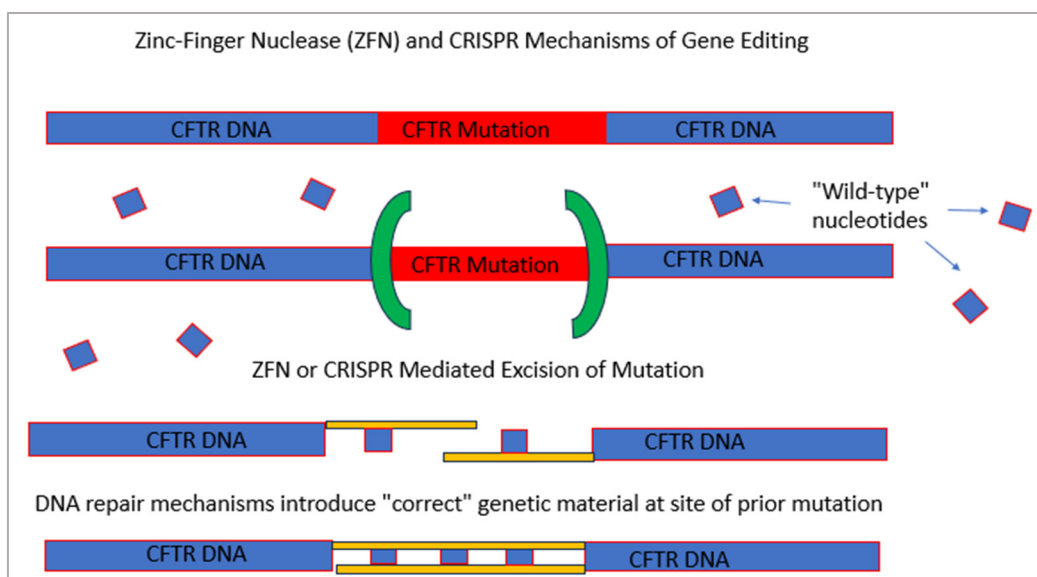 Zinc-Finger Nuclease (ZFN) and CRISPR Mechanisms of Gene Editing
CFTR DNA CFTR Mutation CFTR DNA
"Wild-type"
nucleotides
CFTR DNA CFTR Mutation CFTR DNA
ZFN or CRISPR Mediated Excision of Mutation
CFTR DNA CFTR DNA
DNA repair mechanisms introduce "correct" genetic material at site of prior mutation
CFTR DNA CFTR DNA